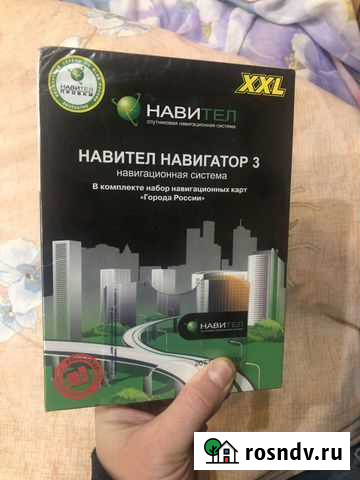 XXL
НАВИТЕЛ
НАВИТЕЛ
спутниковая навигационная система
НАВИТЕЛ НАВИГАТОР 3
навигационная система
В комплекте набор навигационных карт
«Города России»
НАВИТЕЛ
rosndv.ru